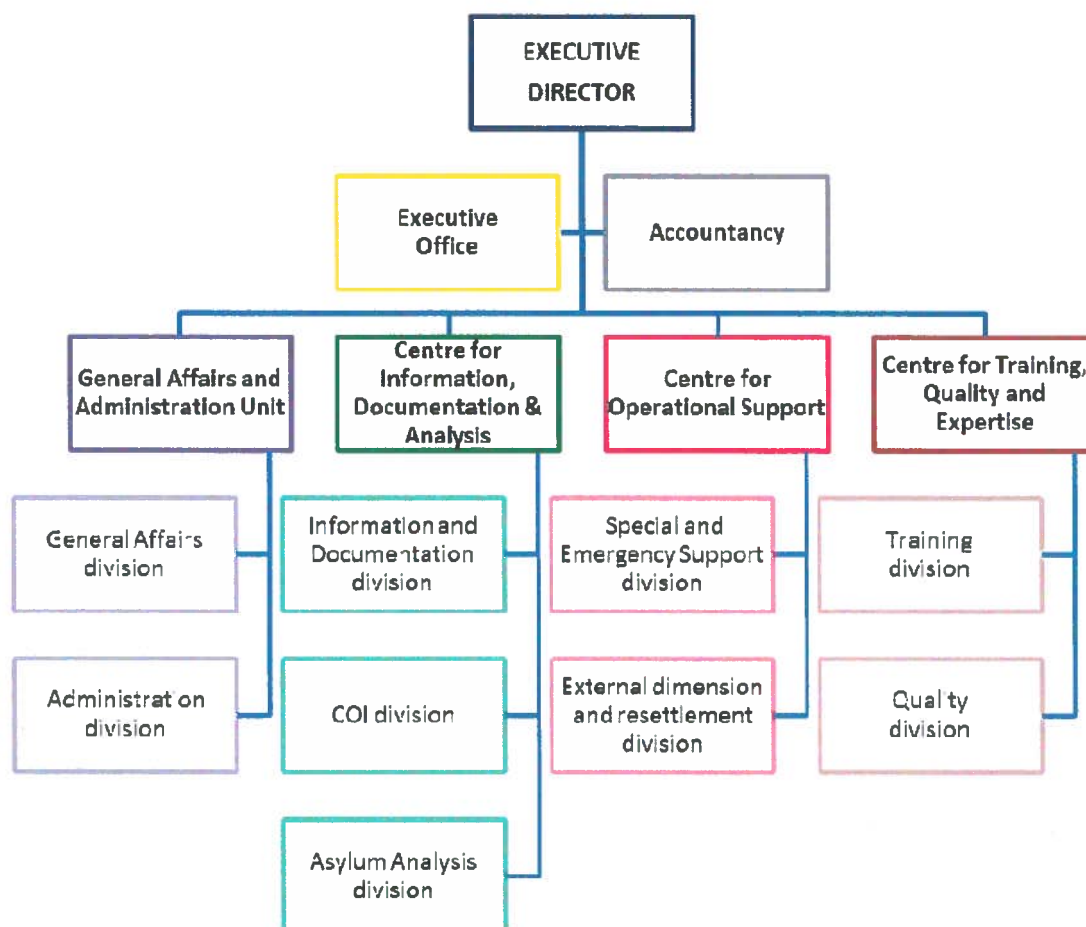 EXECUTIVE
DIRECTOR
Executive
Office
Accountancy
General Affairs and
Administration Unit
Centre for
Information,
Documentation &
Analysis
Centre for
Operational Support
Centre for Training,
Quality and
Expertise
General Affairs
division
Information and
Documentation
division
Special and
Emergency Support
division
Training
division
Administration
division
COI division
External dimension
and resettlement
division
Quality
division
Asylum Analysis
division